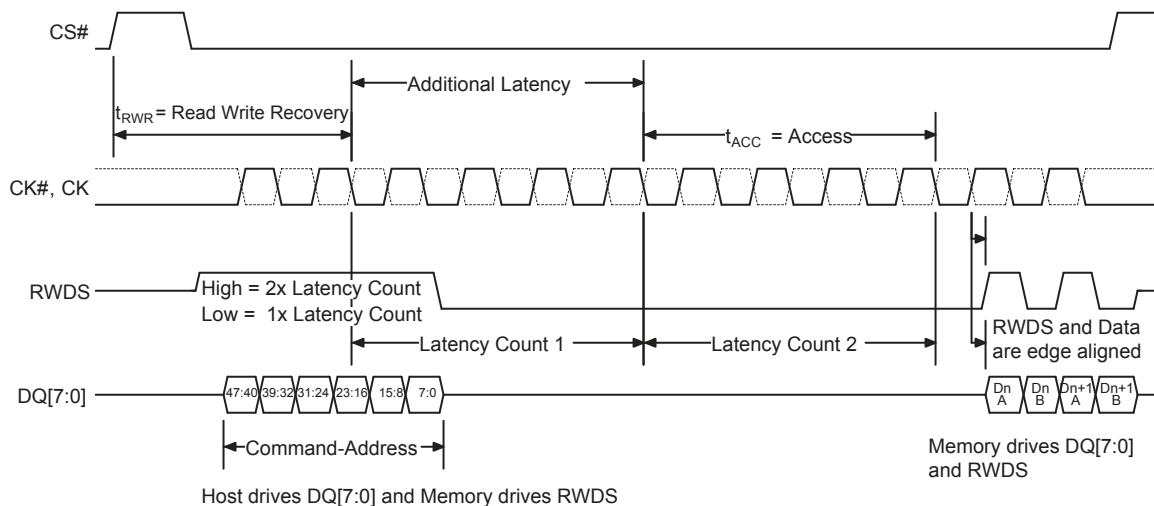 CS#
Additional Latency
tRWR = Read Write Recovery
tACC = Access
CK#, CK
RWDS
High = 2x Latency Count
Low = 1x Latency Count
Latency Count 1
Latency Count 2
RWDS and Data
are edge aligned
DQ[7:0]
47:40 39:32 31:24 23:16 15:8 7:0
Dn A
Dn B
Dn+1 A
Dn+1 B
Command-Address
Memory drives DQ[7:0]
and RWDS
Host drives DQ[7:0] and Memory drives RWDS